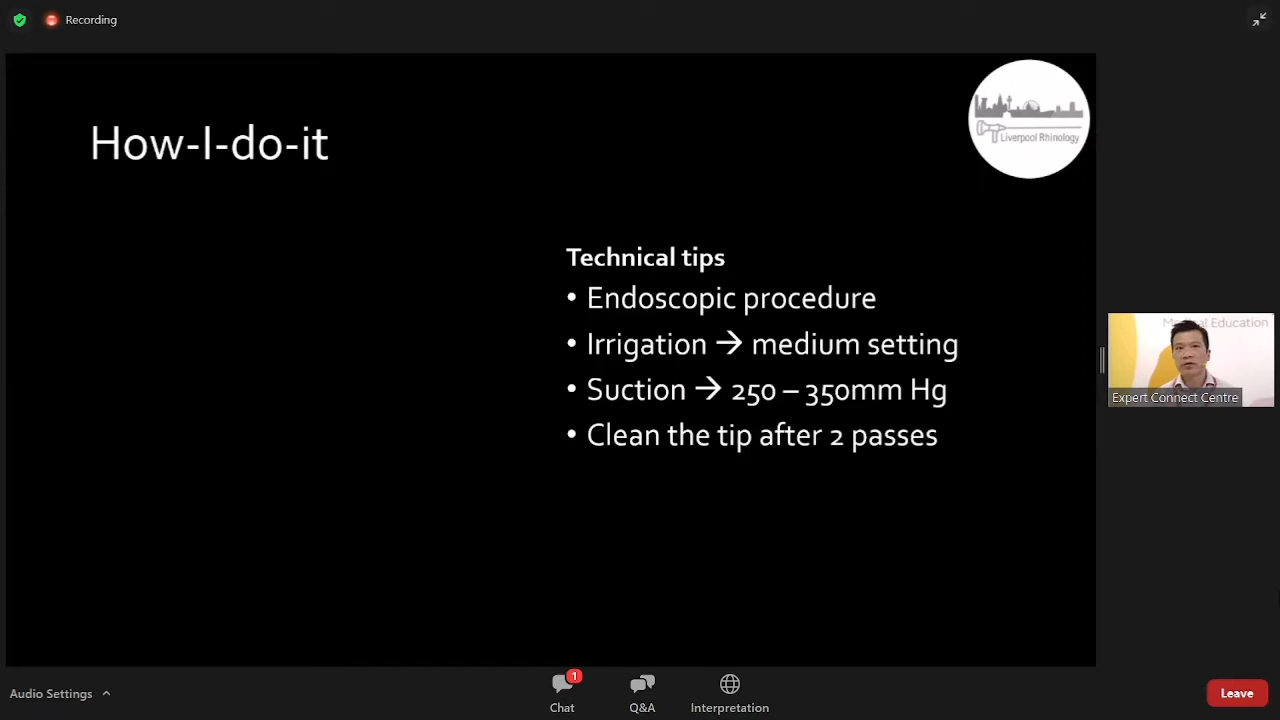 Recording
How-I-do-it
Liverpool Rhinology
Technical tips
• Endoscopic procedure
• Irrigation → medium setting
• Suction → 250 – 350mm Hg
• Clean the tip after 2 passes
Education
Expert Connect Centre
Audio Settings
1
Chat
Q&A
Interpretation
Leave